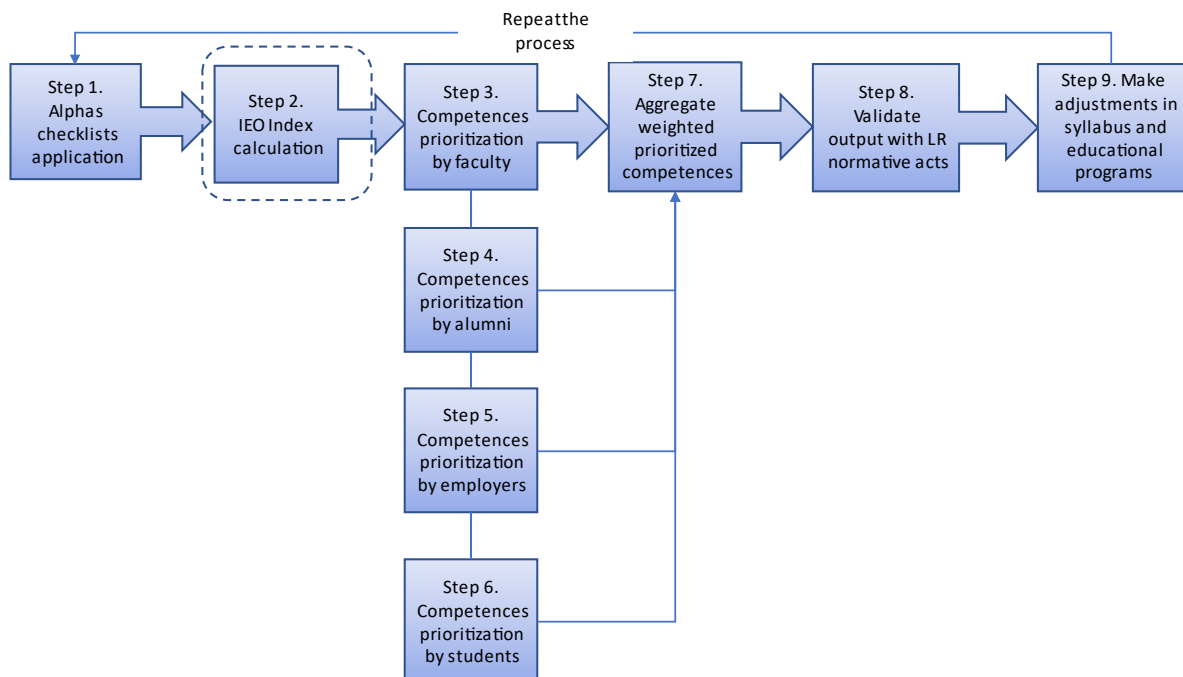 Repeat the
process
Step 1.
Alphas
checklists
application
Step 2.
IEO Index
calculation
Step 3.
Competences
prioritization
by faculty
Step 7.
Aggregate
weighted
prioritized
competences
Step 8.
Validate
output with LR
normative acts
Step 9. Make
adjustments in
syllabus and
educational
programs
Step 4.
Competences
prioritization
by alumni
Step 5.
Competences
prioritization
by employers
Step 6.
Competences
prioritization
by students